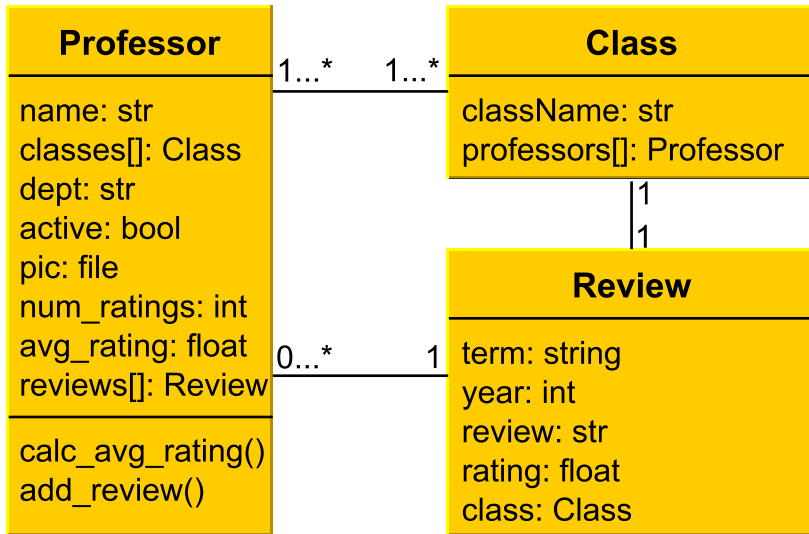 Professor
name: str
classes[]: Class
dept: str
active: bool
pic: file
num_ratings: int
avg_rating: float
reviews[]: Review
calc_avg_rating()
add_review()
1...*
1...*
Class
className: str
professors[]: Professor
1
1
0...*
1
Review
term: string
year: int
review: str
rating: float
class: Class